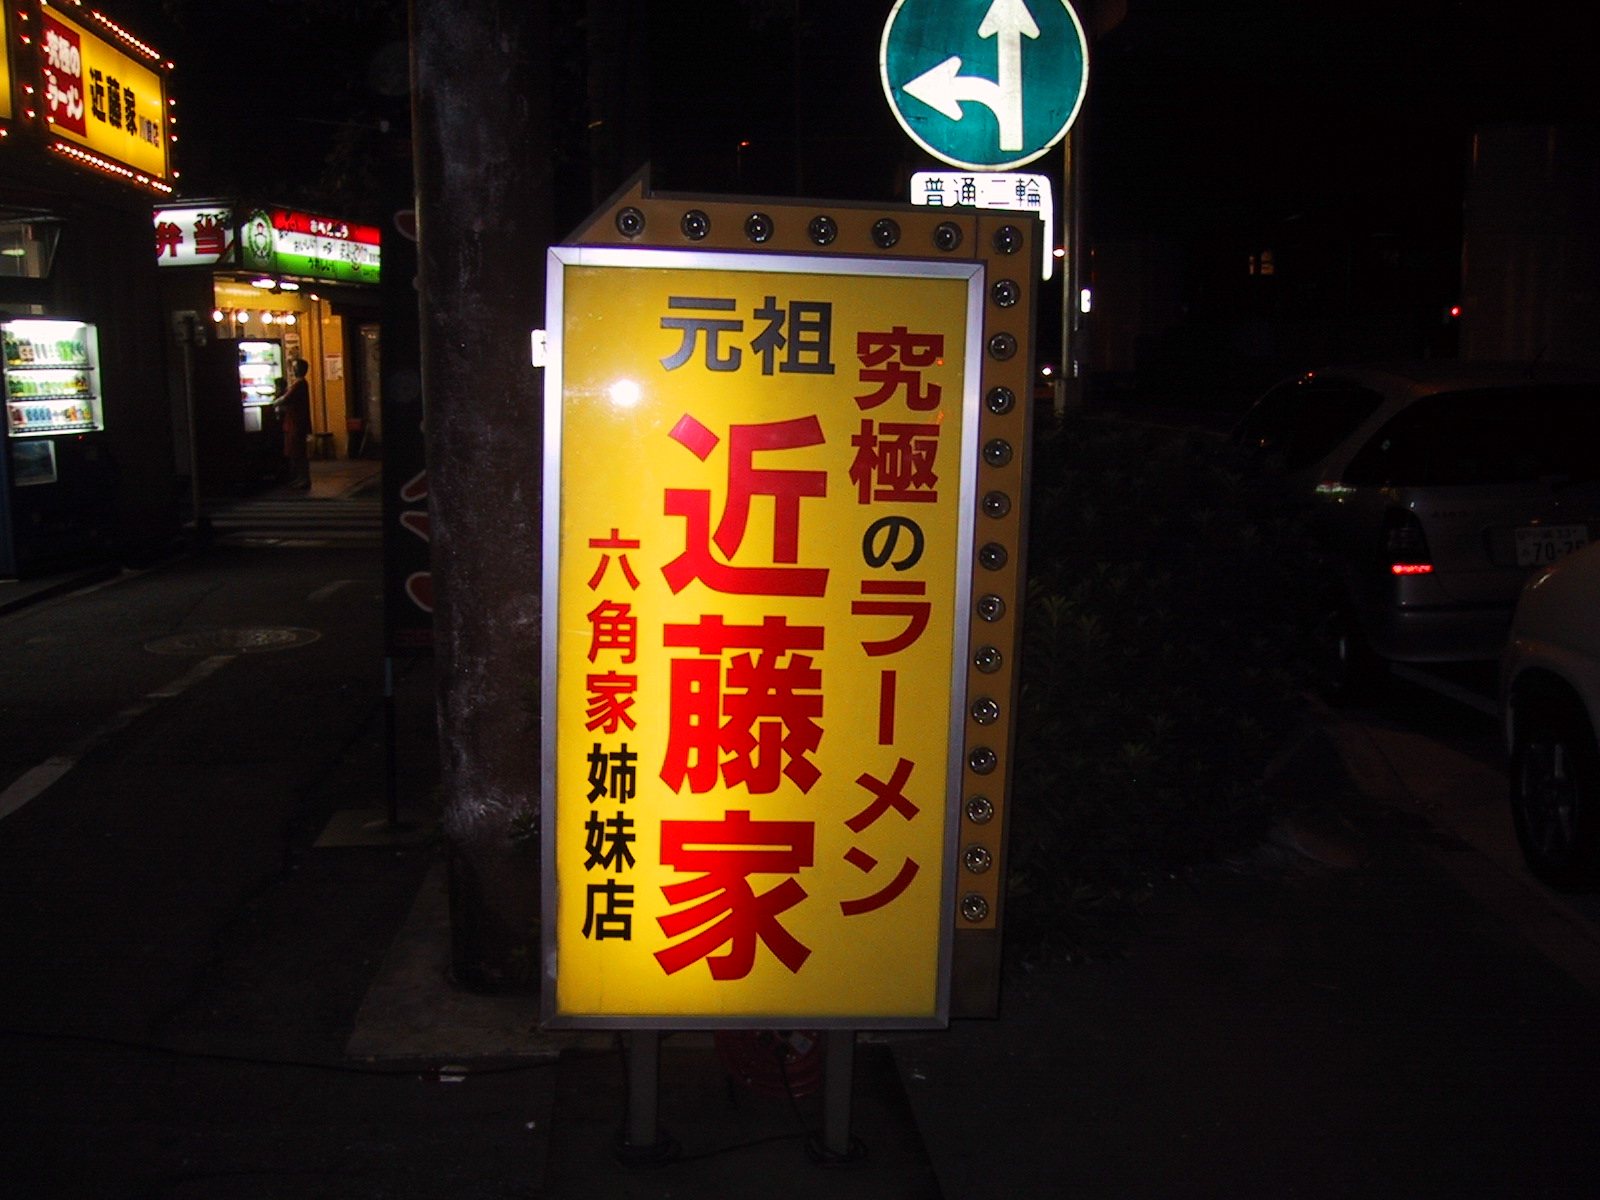 究極の
ラーメン
近藤家
弁当
普通 二輪
究極のラーメン
元祖
近藤家
六角家姉妹店